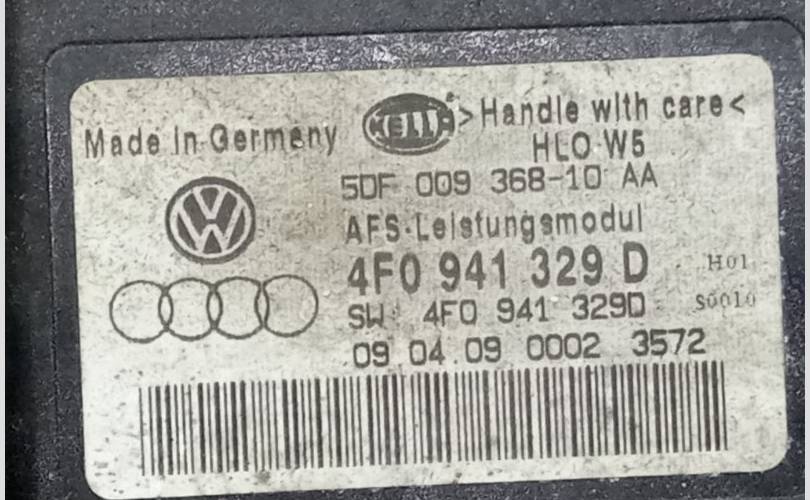 Made in Germany
HELLA
>Handle with care<
HLO W5
5DF 009 368-10 AA
AFS-Leistungsmodul
4F0 941 329 D H01
SW: 4F0 941 329D S0010
09.04.09 0002 3572